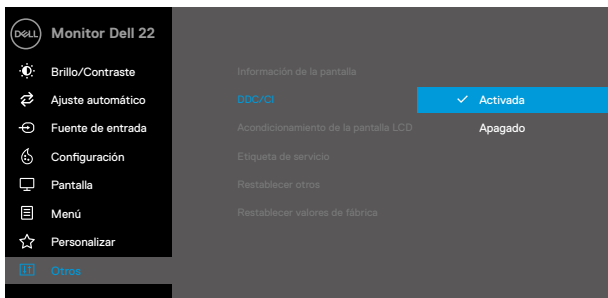 DELL
Monitor Dell 22
Brillo/Contraste
Ajuste automático
Fuente de entrada
Configuración
Pantalla
Menú
Personalizar
Otros
Información de la pantalla
DDC/CI
Acondicionamiento de la pantalla LCD
Etiqueta de servicio
Restablecer otros
Restablecer valores de fábrica
Activada
Apagado